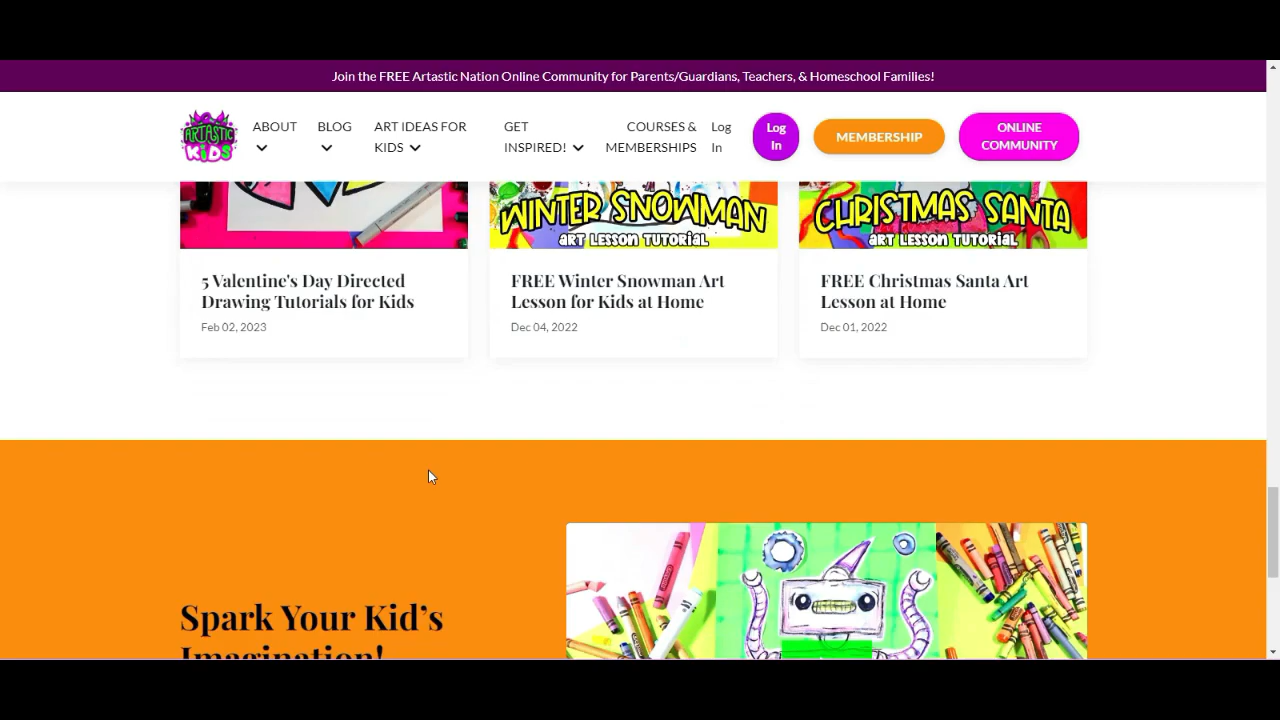 Join the FREE Artastic Nation Online Community for Parents/Guardians, Teachers, & Homeschool Families!
ARTASTIC
KIDS
ABOUT
BLOG
ART IDEAS FOR
KIDS
GET
INSPIRED!
COURSES &
MEMBERSHIPS
Log
In
Log
In
MEMBERSHIP
ONLINE
COMMUNITY
WINTER SNOWMAN
ART LESSON TUTORIAL
CHRISTMAS SANTA
ART LESSON TUTORIAL
5 Valentine's Day Directed
Drawing Tutorials for Kids
Feb 02, 2023
FREE Winter Snowman Art
Lesson for Kids at Home
Dec 04, 2022
FREE Christmas Santa Art
Lesson at Home
Dec 01, 2022
Spark Your Kid's
Imagination!